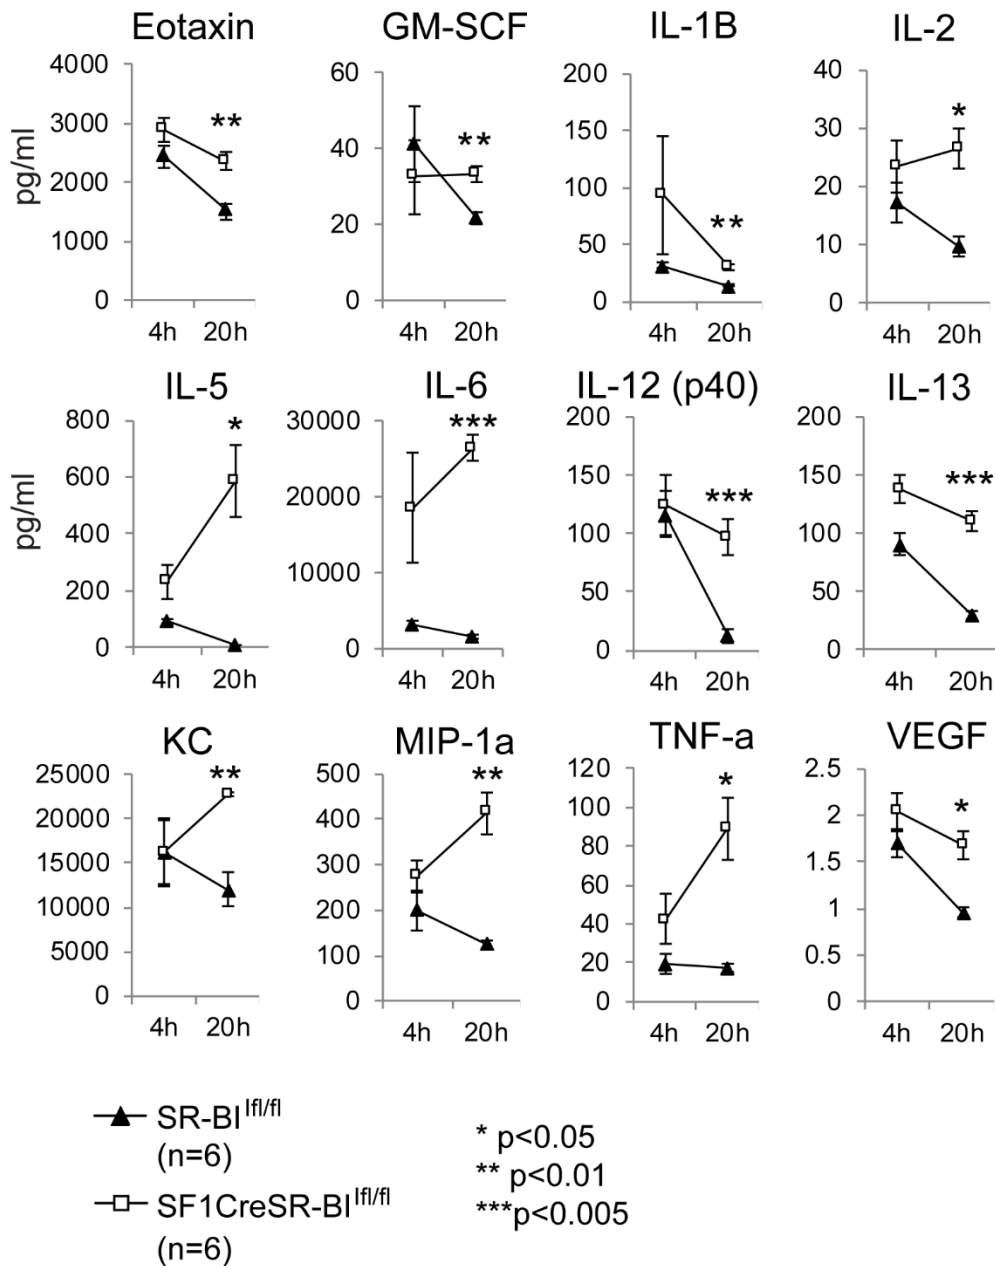 Eotaxin
GM-SCF
IL-1B
IL-2
pg/ml
4000
3000
2000
1000
0
**
4h 20h
60
40
20
0
**
4h 20h
200
150
100
50
0
**
4h 20h
40
30
20
10
0
*
4h 20h
IL-5
IL-6
IL-12 (p40)
IL-13
pg/ml
800
600
400
200
0
*
4h 20h
30000
20000
10000
0
***
4h 20h
200
150
100
50
0
***
4h 20h
200
150
100
50
0
***
4h 20h
KC
MIP-1a
TNF-a
VEGF
25000
20000
15000
10000
5000
0
**
4h 20h
500
400
300
200
100
0
**
4h 20h
120
100
80
60
40
20
0
*
4h 20h
2.5
2
1.5
1
0.5
0
*
4h 20h
SR-BI^lfl/fl
(n=6)
SF1CreSR-BI^lfl/fl
(n=6)
* p<0.05
** p<0.01
***p<0.005